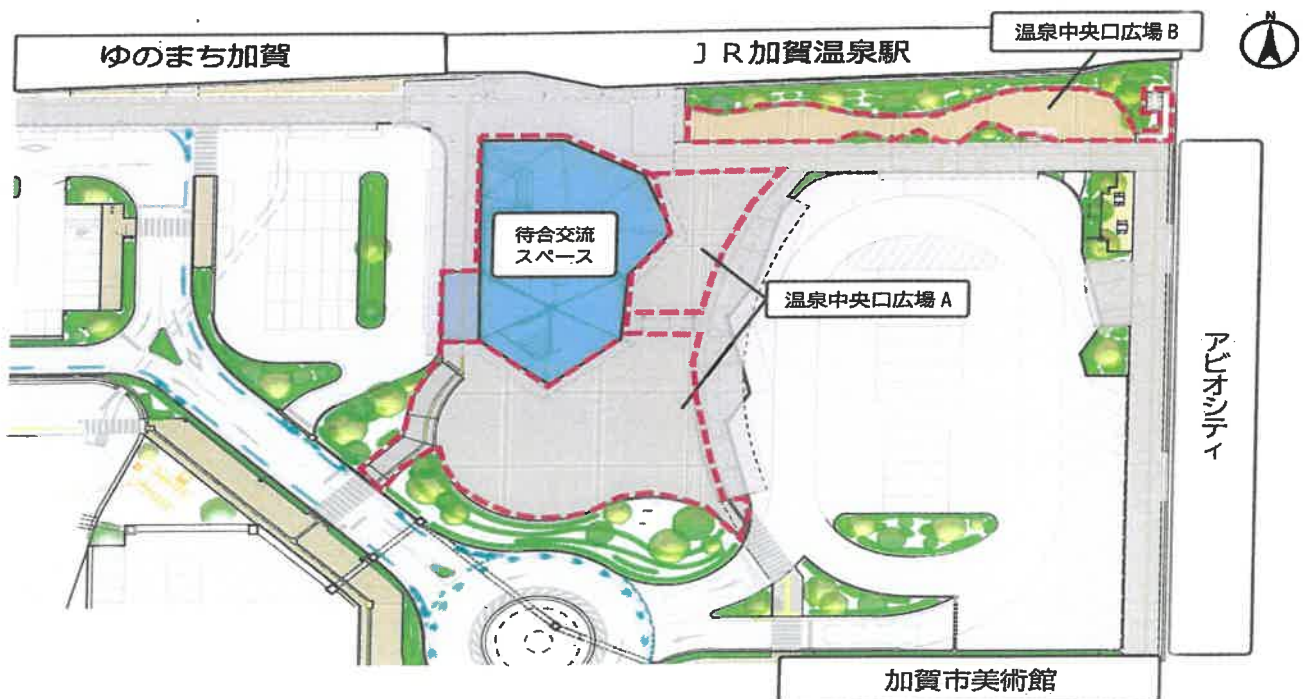 温泉中央口広場 B
N
ゆのまち加賀
ＪＲ加賀温泉駅
待合交流
スペース
温泉中央口広場 A
アビオシティ
加賀市美術館